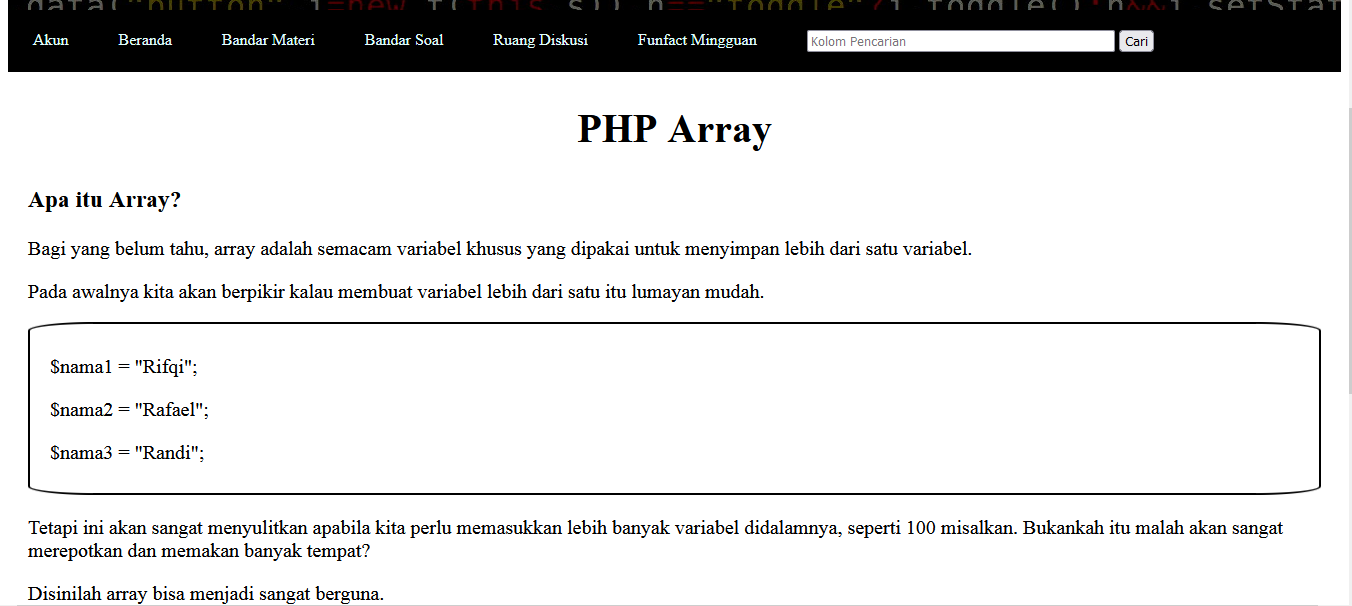 Akun Beranda Bandar Materi Bandar Soal Ruang Diskusi Funfact Mingguan Kolom Pencarian Cari
PHP Array
Apa itu Array?
Bagi yang belum tahu, array adalah semacam variabel khusus yang dipakai untuk menyimpan lebih dari satu variabel.
Pada awalnya kita akan berpikir kalau membuat variabel lebih dari satu itu lumayan mudah.
$nama1 = "Rifqi";
$nama2 = "Rafael";
$nama3 = "Randi";
Tetapi ini akan sangat menyulitkan apabila kita perlu memasukkan lebih banyak variabel didalamnya, seperti 100 misalkan. Bukankah itu malah akan sangat
merepotkan dan memakan banyak tempat?
Disinilah array bisa menjadi sangat berguna.